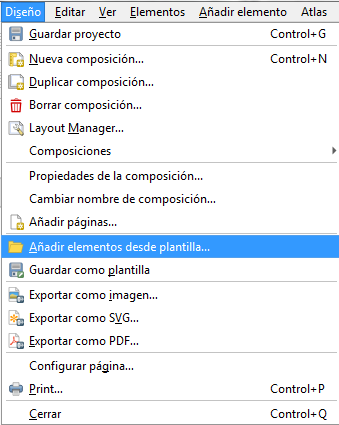 Diseño Editar Ver Elementos Añadir elemento Atlas
Guardar proyecto Control+G
Nueva composición... Control+N
Duplicar composición...
Borrar composición...
Layout Manager...
Composiciones
Propiedades de la composición...
Cambiar nombre de composición...
Añadir páginas...
Añadir elementos desde plantilla...
Guardar como plantilla
Exportar como imagen...
Exportar como SVG...
Exportar como PDF...
Configurar página...
Print... Control+P
Cerrar Control+Q